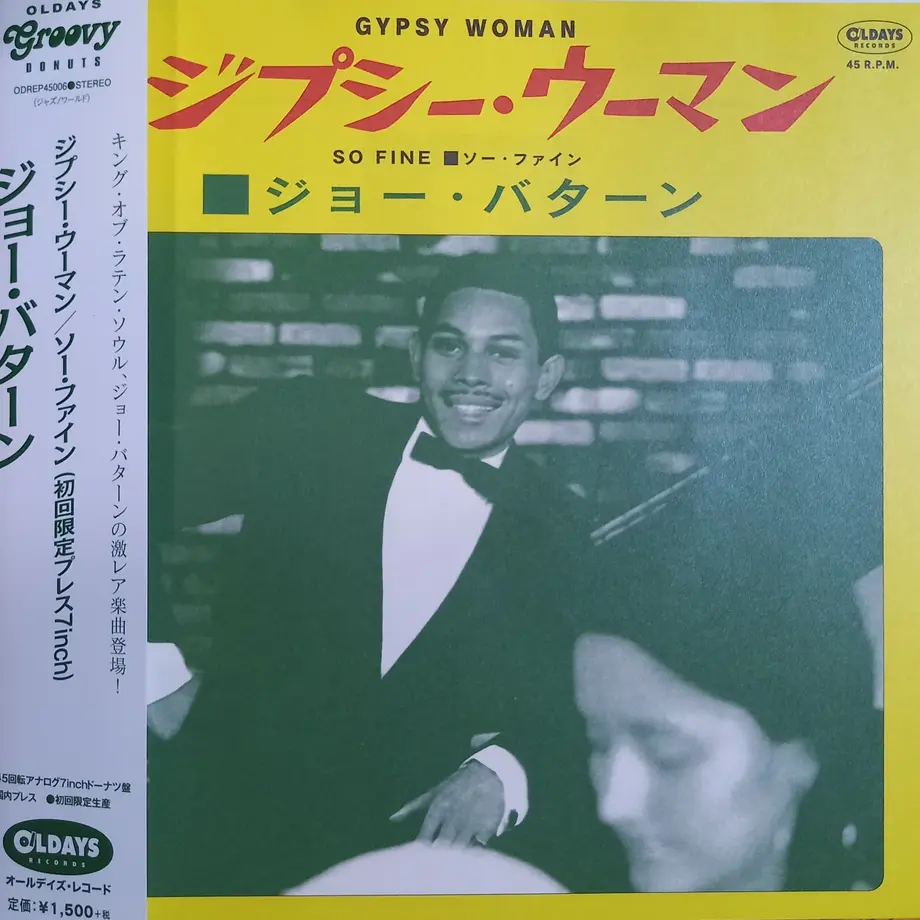 OLDAYS
Groovy
DONUTS
ODREP45006●STEREO
(ジャズ/ワールド)
キング・オブ・ラテン・ソウル、ジョー・バターンの激レア楽曲登場!
ジプシー・ウーマン/ソー・ファイン(初回限定プレス7inch)
ジョー・バターン
5回転アナログ7inchドーナツ盤
国内プレス ●初回限定生産
OLDAYS
RECORDS
オールデイズ・レコード
定価:¥1,500+税
GYPSY WOMAN
ジプシー・ウーマン
SO FINE ■ソー・ファイン
■ジョー・バターン
OLDAYS
RECORDS
45 R.P.M.